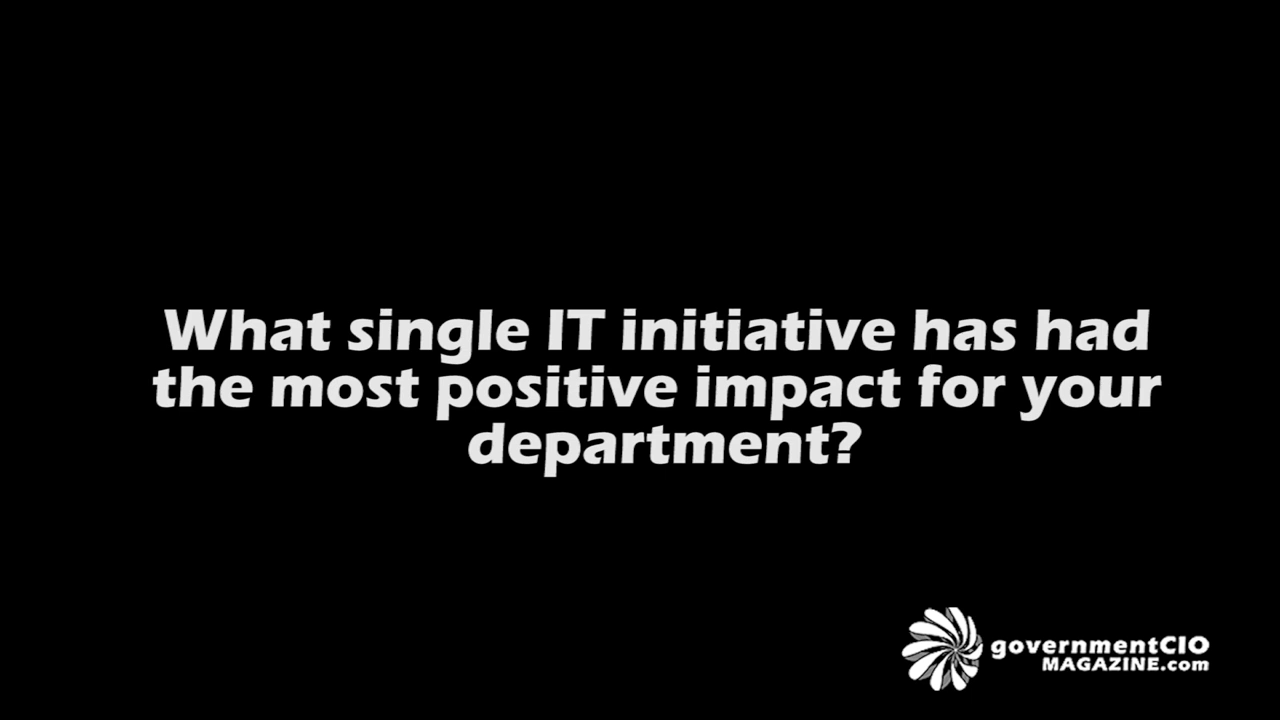 What single IT initiative has had
the most positive impact for your
department?
governmentCIO
MAGAZINE.com